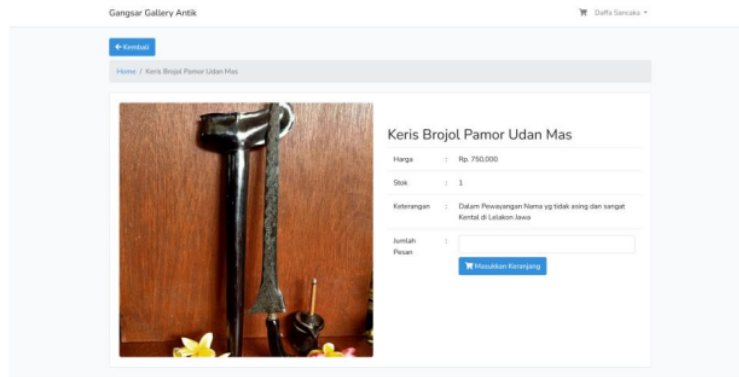 Gangsar Gallery Antik
Daffa Sancaka
Kembali
Home / Keris Brojol Pamor Udan Mas
Keris Brojol Pamor Udan Mas
Harga : Rp. 750.000
Stok : 1
Keterangan : Dalam Pewayangan Nama yg tidak asing dan sangat
Kental di Lelakon Jawa
Jumlah :
Pesan
Masukkan Keranjang